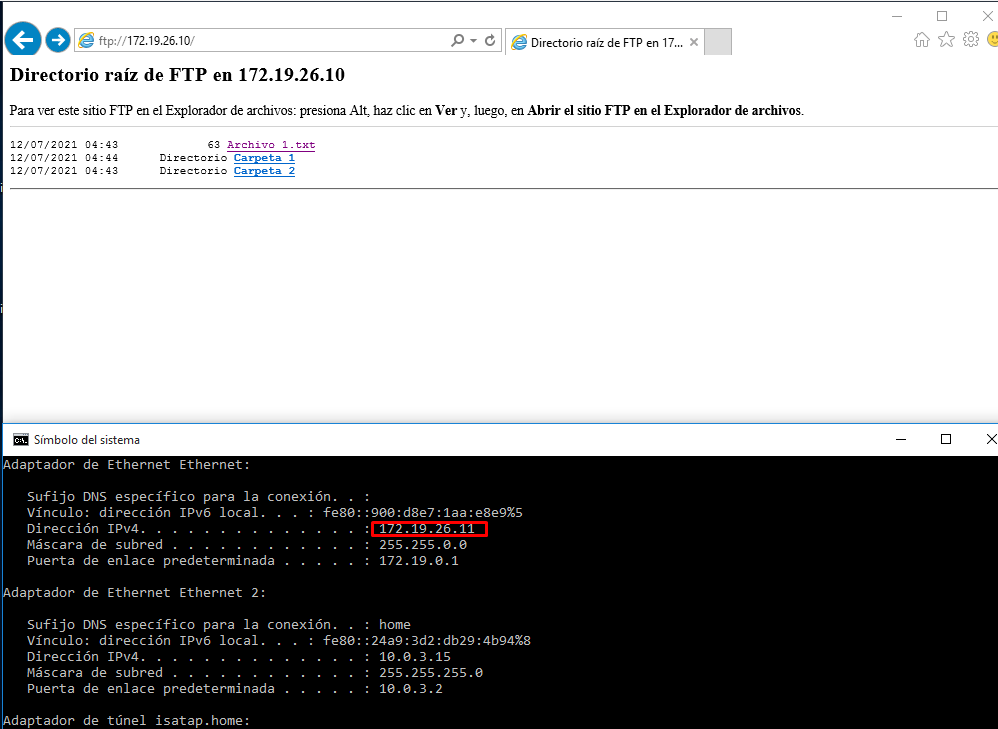 ftp://172.19.26.10/
Directorio raíz de FTP en 17...
Directorio raíz de FTP en 172.19.26.10
Para ver este sitio FTP en el Explorador de archivos: presiona Alt, haz clic en Ver y, luego, en Abrir el sitio FTP en el Explorador de archivos.
12/07/2021 04:43 63 Archivo 1.txt
12/07/2021 04:44 Directorio Carpeta 1
12/07/2021 04:43 Directorio Carpeta 2
Símbolo del sistema
Adaptador de Ethernet Ethernet:
Sufijo DNS específico para la conexión. . :
Vínculo: dirección IPv6 local. . . : fe80::900:d8e7:1aa:e8e9%5
Dirección IPv4. . . . . . . . . . . . . . : 172.19.26.11
Máscara de subred . . . . . . . . . . . . : 255.255.0.0
Puerta de enlace predeterminada . . . . . : 172.19.0.1
Adaptador de Ethernet Ethernet 2:
Sufijo DNS específico para la conexión. . : home
Vínculo: dirección IPv6 local. . . : fe80::24a9:3d2:db29:4b94%8
Dirección IPv4. . . . . . . . . . . . . . : 10.0.3.15
Máscara de subred . . . . . . . . . . . . : 255.255.255.0
Puerta de enlace predeterminada . . . . . : 10.0.3.2
Adaptador de túnel isatap.home: